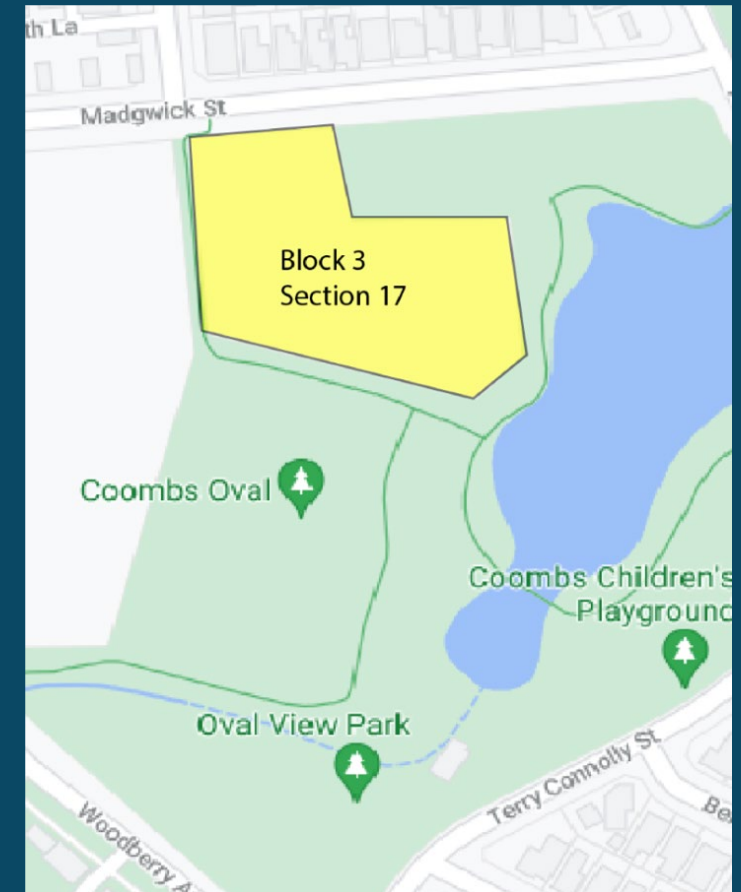 th La
Madgwick St
Block 3
Section 17
Coombs Oval
Coombs Children's
Playground
Oval View Park
Terry Connolly St
Woodberry A
Be